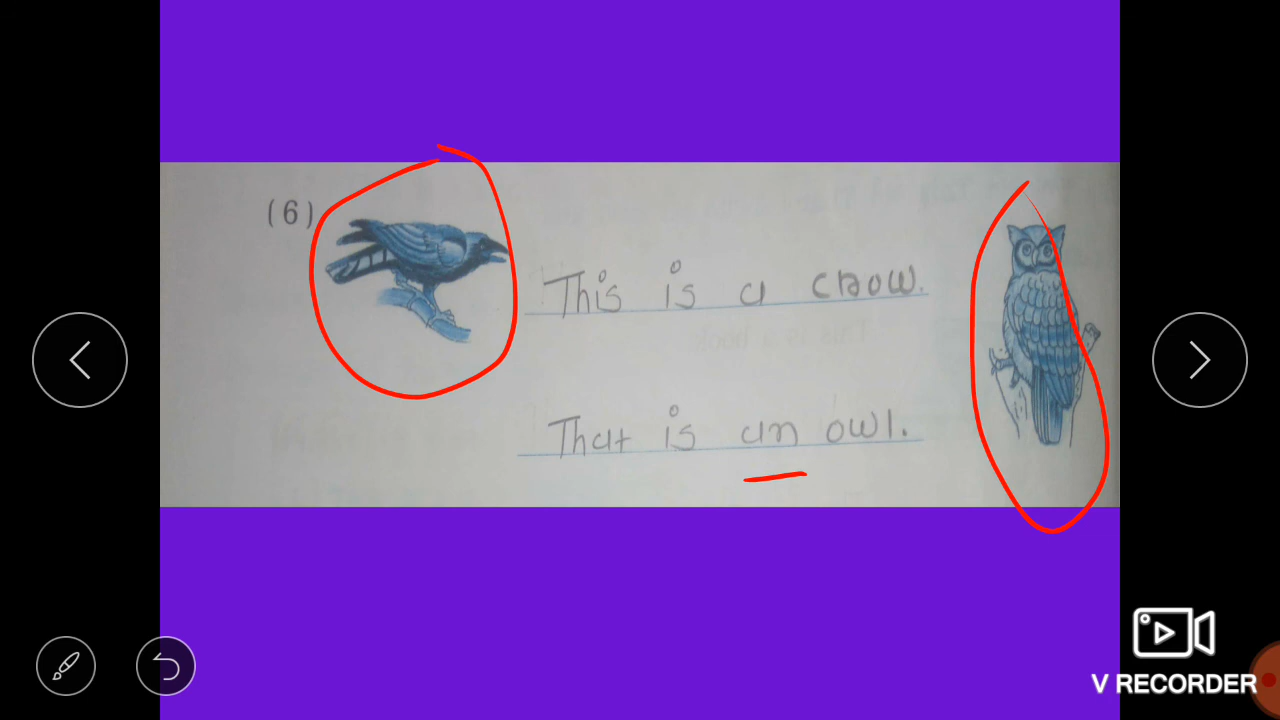 (6)
This is a crow.
That is an owl.
V RECORDER